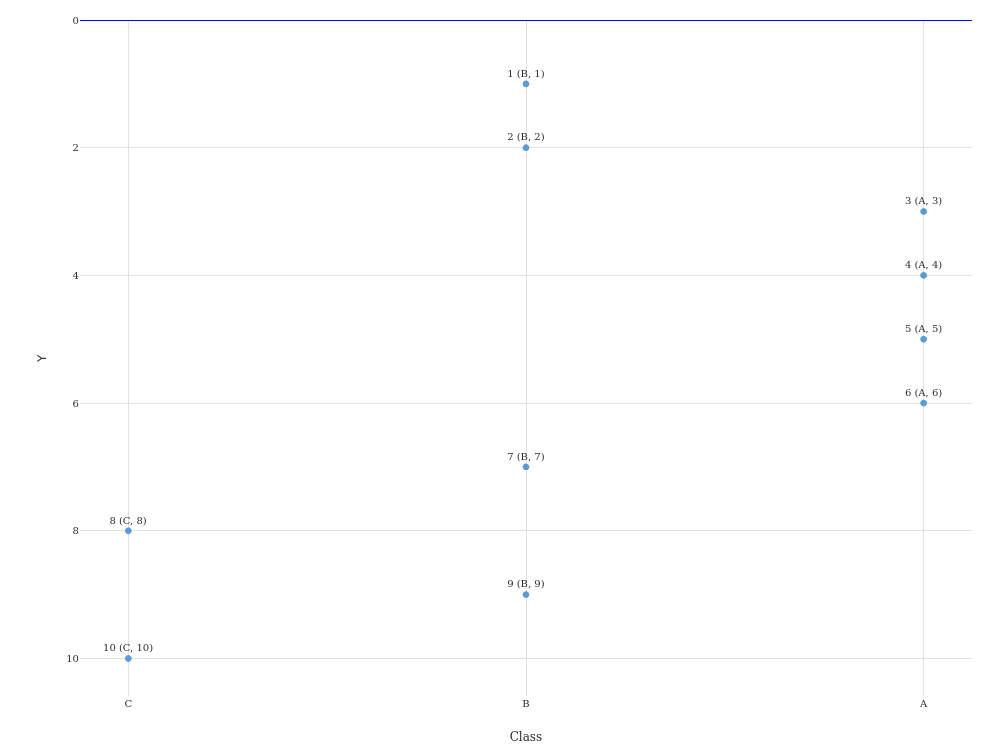 0
1 (B, 1)
2 (B, 2)
2
3 (A, 3)
4 (A, 4)
4
5 (A, 5)
Y
6 (A, 6)
6
7 (B, 7)
8 (C, 8)
8
9 (B, 9)
10 (C, 10)
10
C B A
Class